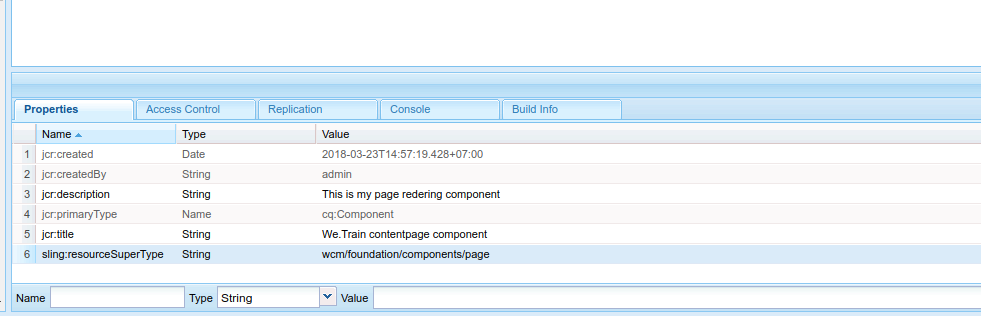 Properties Access Control Replication Console Build Info
Name Type Value
1 jcr:created Date 2018-03-23T14:57:19.428+07:00
2 jcr:createdBy String admin
3 jcr:description String This is my page redering component
4 jcr:primaryType Name cq:Component
5 jcr:title String We.Train contentpage component
6 sling:resourceSuperType String wcm/foundation/components/page
Name Type String Value